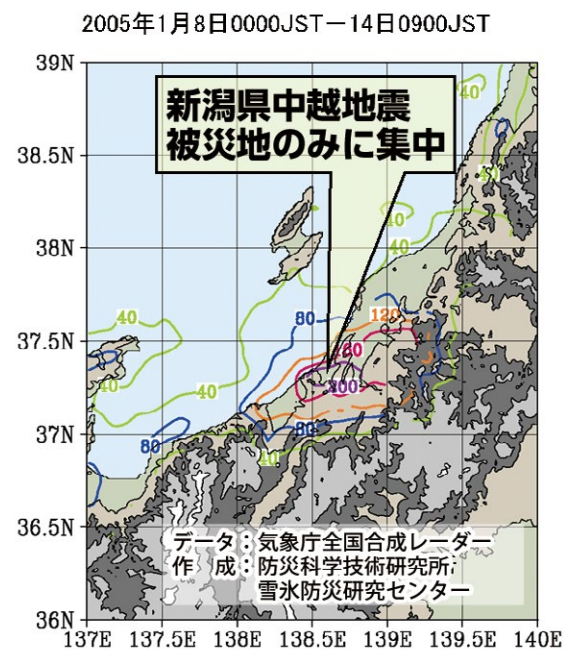 2005年1月8日0000JST－14日0900JST
39N
38.5N
38N
37.5N
37N
36.5N
36N
新潟県中越地震
被災地のみに集中
40
40
40
40
40
80
120
160
200
40
40
80
80
40
データ：気象庁全国合成レーダー
作　成：防災科学技術研究所
雪氷防災研究センター
137E 137.5E 138E 138.5E 139E 139.5E 140E